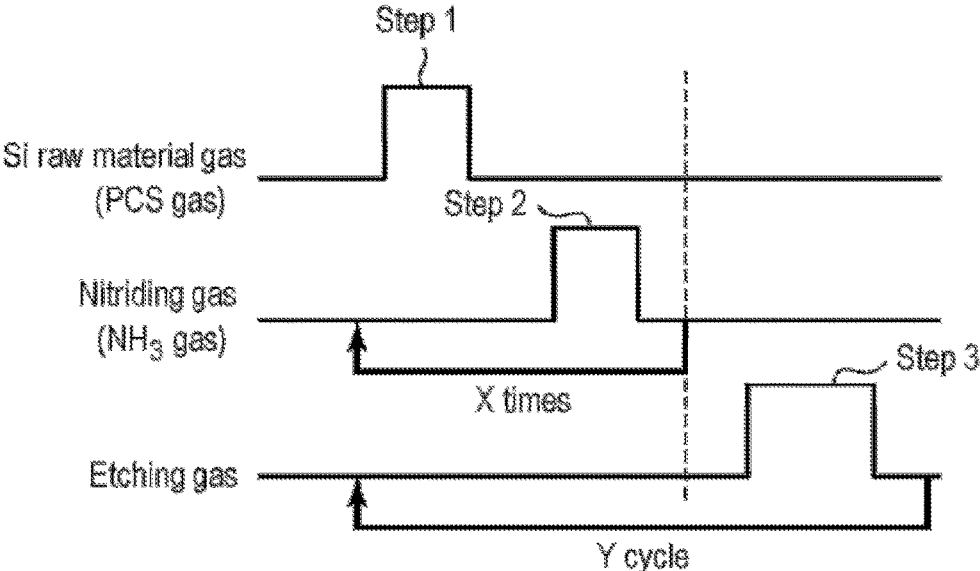 Step 1
Si raw material gas
(PCS gas)
Step 2
Nitriding gas
(NH3 gas)
X times
Step 3
Etching gas
Y cycle